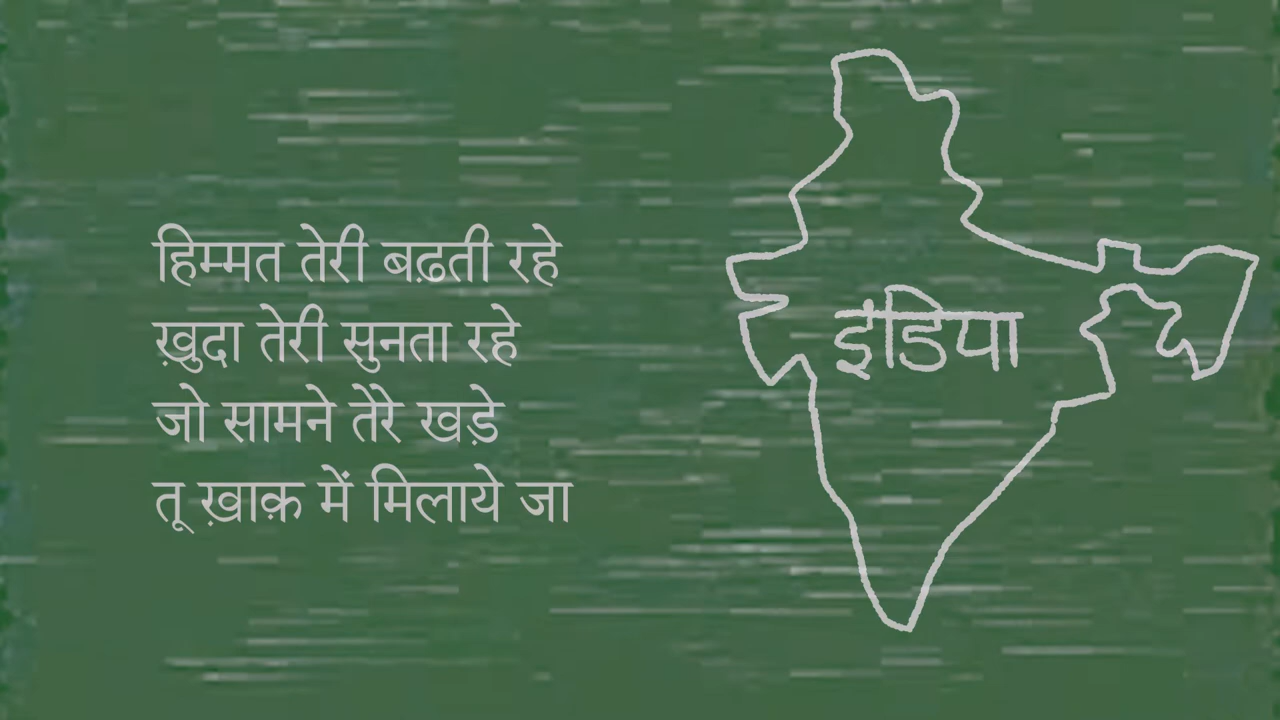 हिम्मत तेरी बढ़ती रहे
ख़ुदा तेरी सुनता रहे
जो सामने तेरै खड़े
तू ख़ाक़ में मिलाये जा
इंडिया